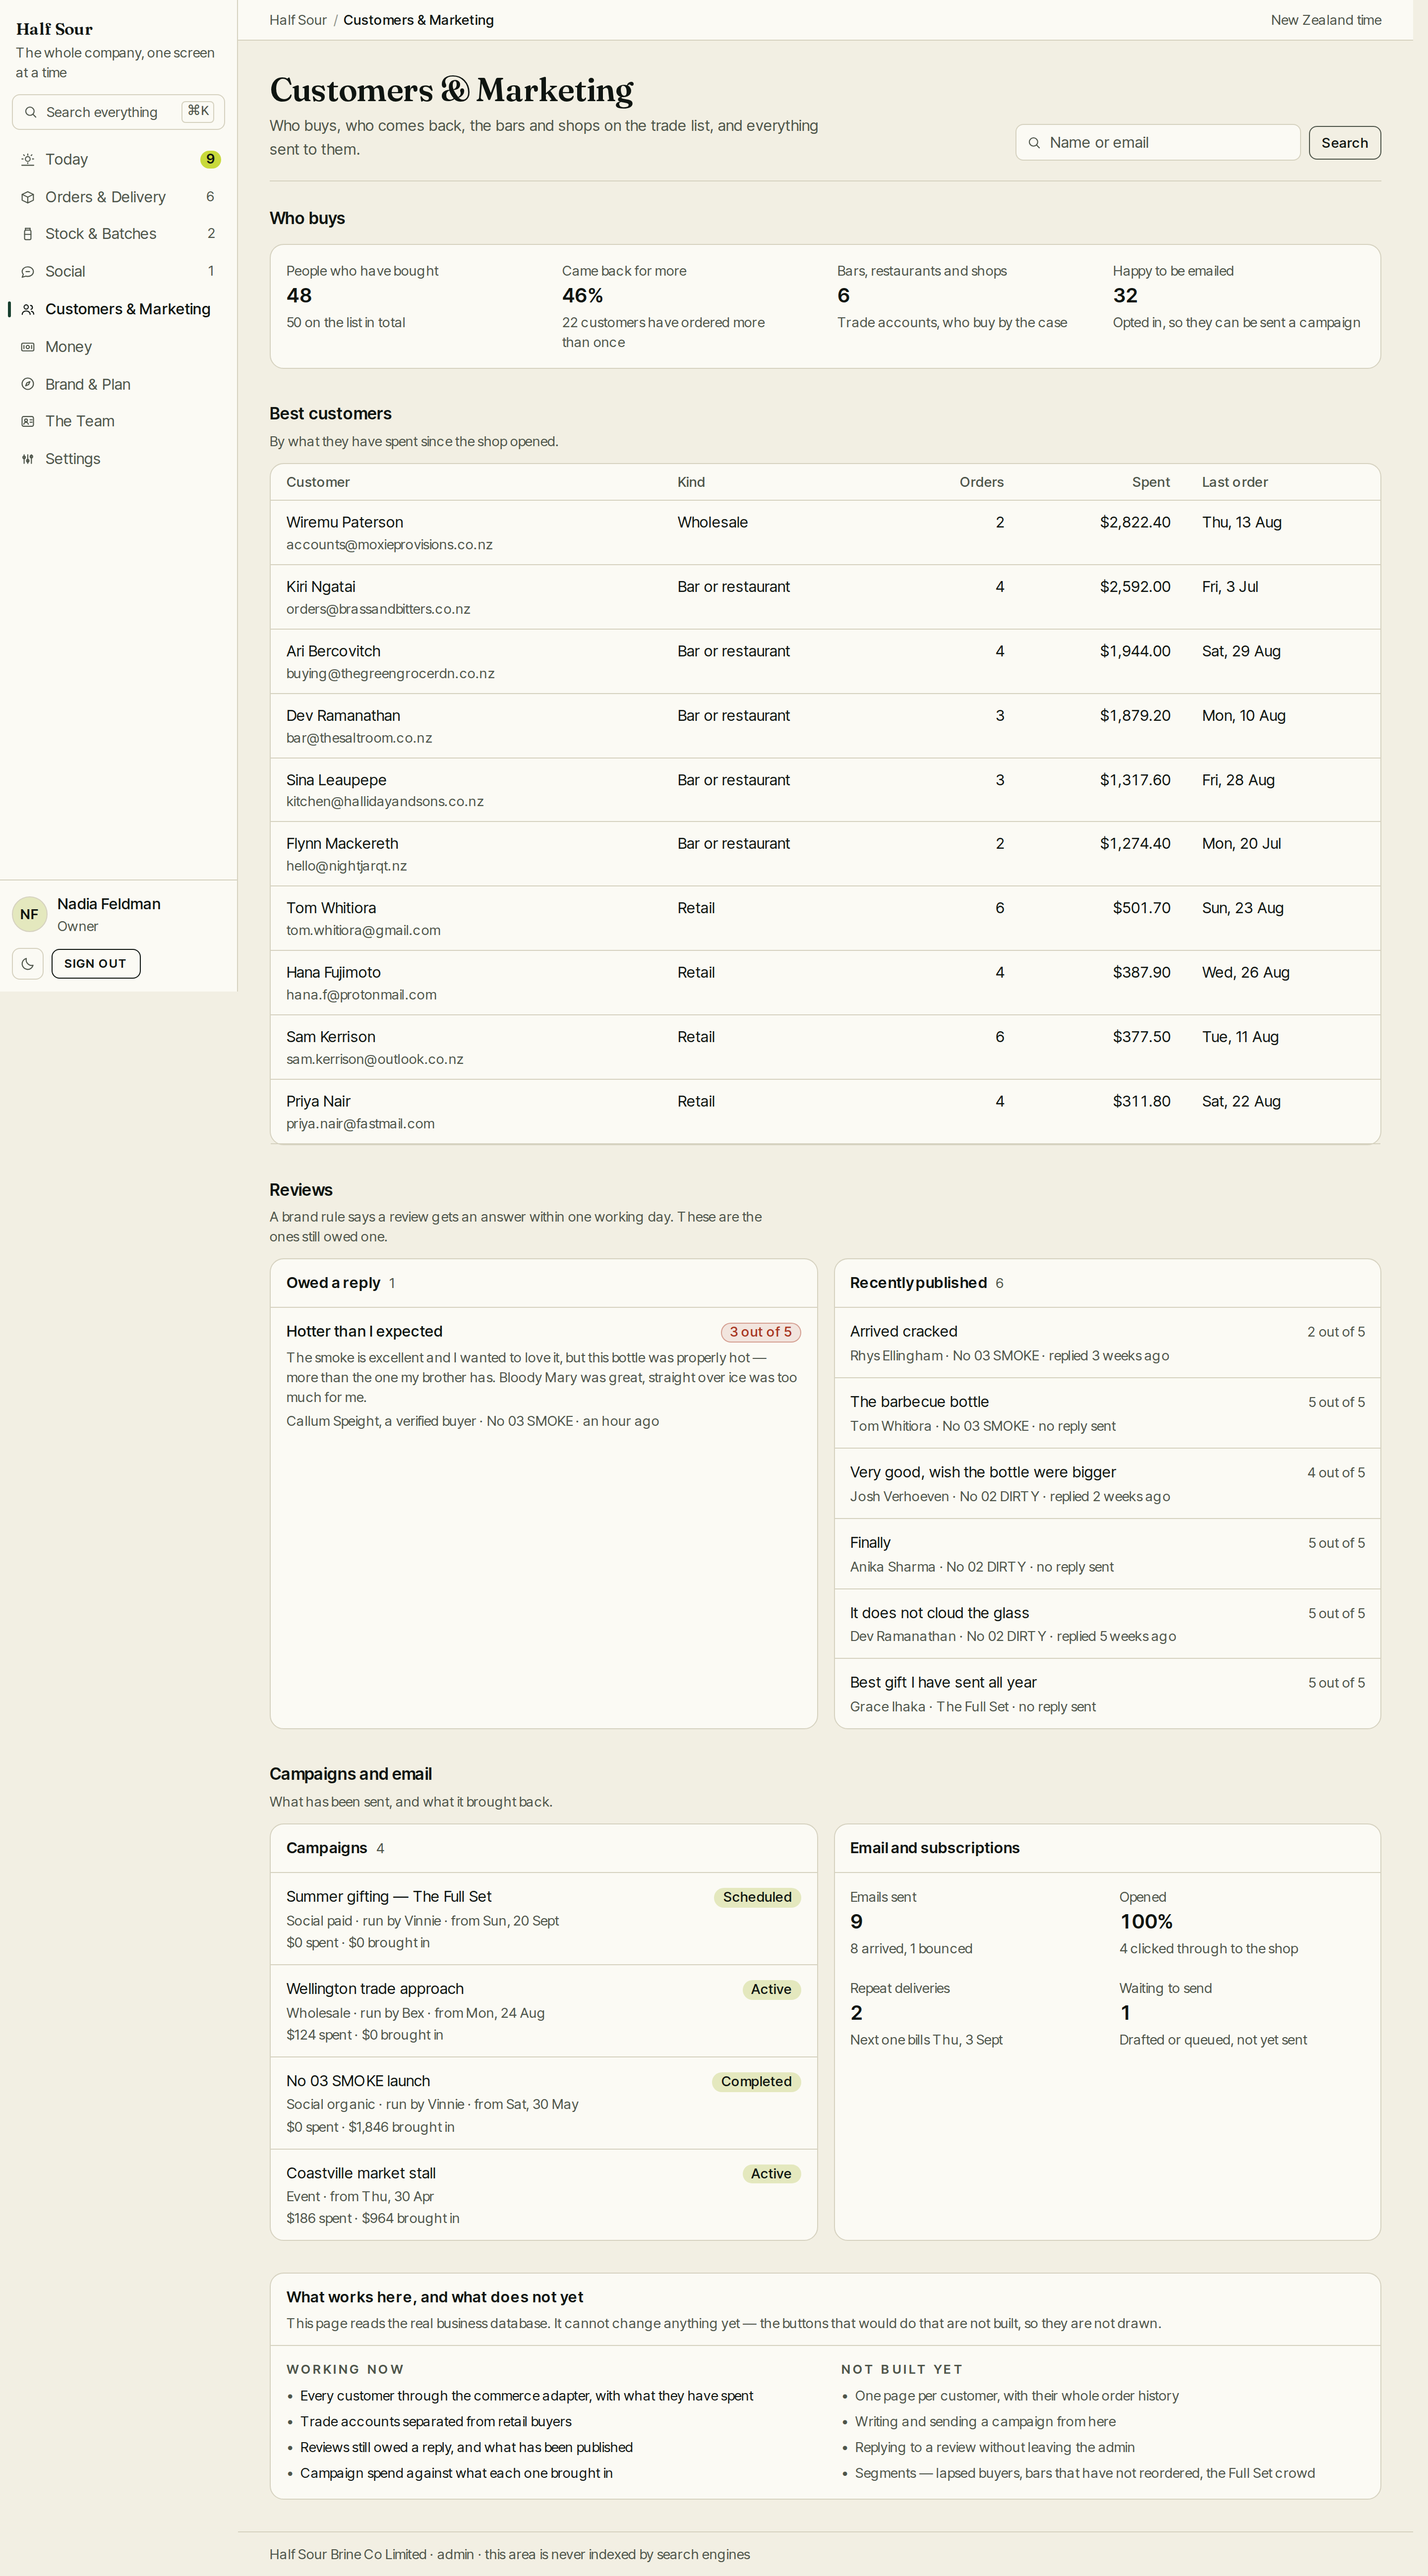 Half Sour
The whole company, one screen
at a time
Search everything ⌘K
Today 9
Orders & Delivery 6
Stock & Batches 2
Social 1
Customers & Marketing
Money
Brand & Plan
The Team
Settings
NF
Nadia Feldman
Owner
SIGN OUT
Half Sour / Customers & Marketing
New Zealand time
Customers & Marketing
Who buys, who comes back, the bars and shops on the trade list, and everything
sent to them.
Name or email
Search
Who buys
People who have bought
48
50 on the list in total
Came back for more
46%
22 customers have ordered more
than once
Bars, restaurants and shops
6
Trade accounts, who buy by the case
Happy to be emailed
32
Opted in, so they can be sent a campaign
Best customers
By what they have spent since the shop opened.
Customer Kind Orders Spent Last order
Wiremu Paterson Wholesale 2 $2,822.40 Thu, 13 Aug
accounts@moxieprovisions.co.nz
Kiri Ngatai Bar or restaurant 4 $2,592.00 Fri, 3 Jul
orders@brassandbitters.co.nz
Ari Bercovitch Bar or restaurant 4 $1,944.00 Sat, 29 Aug
buying@thegreengrocerdn.co.nz
Dev Ramanathan Bar or restaurant 3 $1,879.20 Mon, 10 Aug
bar@thesaltroom.co.nz
Sina Leaupepe Bar or restaurant 3 $1,317.60 Fri, 28 Aug
kitchen@hallidayandsons.co.nz
Flynn Mackereth Bar or restaurant 2 $1,274.40 Mon, 20 Jul
hello@nightjarqt.nz
Tom Whitiora Retail 6 $501.70 Sun, 23 Aug
tom.whitiora@gmail.com
Hana Fujimoto Retail 4 $387.90 Wed, 26 Aug
hana.f@protonmail.com
Sam Kerrison Retail 6 $377.50 Tue, 11 Aug
sam.kerrison@outlook.co.nz
Priya Nair Retail 4 $311.80 Sat, 22 Aug
priya.nair@fastmail.com
Reviews
A brand rule says a review gets an answer within one working day. These are the
ones still owed one.
Owed a reply 1
Hotter than I expected 3 out of 5
The smoke is excellent and I wanted to love it, but this bottle was properly hot —
more than the one my brother has. Bloody Mary was great, straight over ice was too
much for me.
Callum Speight, a verified buyer · No 03 SMOKE · an hour ago
Recently published 6
Arrived cracked 2 out of 5
Rhys Ellingham · No 03 SMOKE · replied 3 weeks ago
The barbecue bottle 5 out of 5
Tom Whitiora · No 03 SMOKE · no reply sent
Very good, wish the bottle were bigger 4 out of 5
Josh Verhoeven · No 02 DIRTY · replied 2 weeks ago
Finally 5 out of 5
Anika Sharma · No 02 DIRTY · no reply sent
It does not cloud the glass 5 out of 5
Dev Ramanathan · No 02 DIRTY · replied 5 weeks ago
Best gift I have sent all year 5 out of 5
Grace Ihaka · The Full Set · no reply sent
Campaigns and email
What has been sent, and what it brought back.
Campaigns 4
Summer gifting — The Full Set Scheduled
Social paid · run by Vinnie · from Sun, 20 Sept
$0 spent · $0 brought in
Wellington trade approach Active
Wholesale · run by Bex · from Mon, 24 Aug
$124 spent · $0 brought in
No 03 SMOKE launch Completed
Social organic · run by Vinnie · from Sat, 30 May
$0 spent · $1,846 brought in
Coastville market stall Active
Event · from Thu, 30 Apr
$186 spent · $964 brought in
Email and subscriptions
Emails sent
9
8 arrived, 1 bounced
Opened
100%
4 clicked through to the shop
Repeat deliveries
2
Next one bills Thu, 3 Sept
Waiting to send
1
Drafted or queued, not yet sent
What works here, and what does not yet
This page reads the real business database. It cannot change anything yet — the buttons that would do that are not built, so they are not drawn.
WORKING NOW
• Every customer through the commerce adapter, with what they have spent
• Trade accounts separated from retail buyers
• Reviews still owed a reply, and what has been published
• Campaign spend against what each one brought in
NOT BUILT YET
• One page per customer, with their whole order history
• Writing and sending a campaign from here
• Replying to a review without leaving the admin
• Segments — lapsed buyers, bars that have not reordered, the Full Set crowd
Half Sour Brine Co Limited · admin · this area is never indexed by search engines